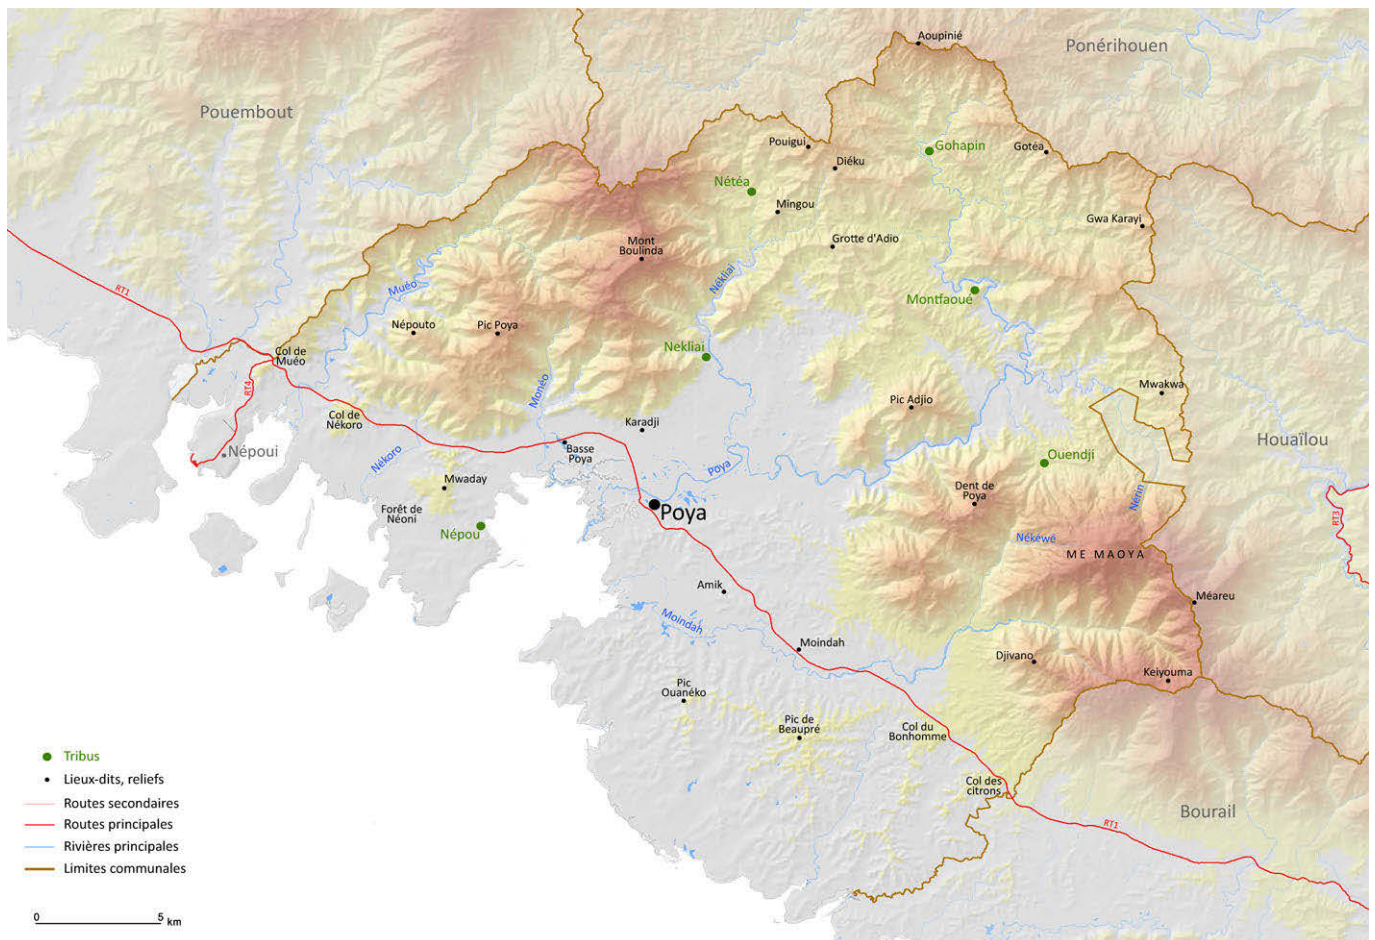 Aoupinié
Ponérihouen
Pouembout
Pouigui
Gohapin
Gotéa
Diéku
Nétéa
Mingou
Gwa Karayi
Grotte d'Adio
Mont
Boulinda
Nékliai
Muéo
RT1
Montfaoué
Népouto
Pic Poya
Nekliai
Col de
Muéo
RT4
Monéo
Mwakwa
Pic Adjio
Col de
Nékoro
Karadji
Houaïlou
Népoui
Basse
Poya
Ouendji
Nékoro
Poya
Mwaday
Dent de
Poya
Nérin
Forêt de
Néoni
Poya
RT3
Népou
Nékéwé
ME MAOYA
Amik
Méareu
Moindah
Moindah
Djivano
Keiyouma
Pic
Ouanéko
Pic de
Beaupré
Col du
Bonhomme
Col des
citrons
Bourail
RT1
Tribus
Lieux-dits, reliefs
Routes secondaires
Routes principales
Rivières principales
Limites communales
0 5 km